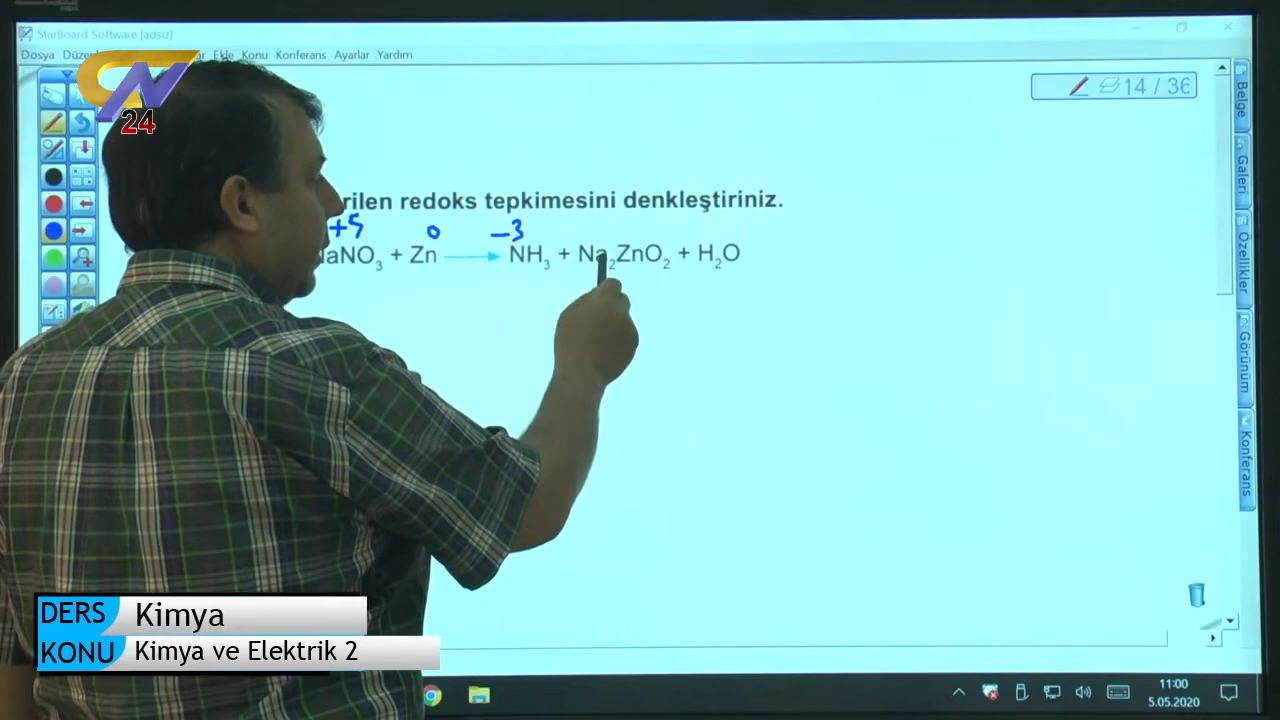 StarBoard Software [adsız]
Dosya Ekle Konu Konferans Ayarlar Yardım
14 / 36
CN
24
Belge
Galeri
Özellikler
Görünüm
Konferans
rilen redoks tepkimesini denkleştiriniz.
+5 0 -3
aNO₃ + Zn → NH₃ + Na₂ZnO₂ + H₂O
DERS Kimya
KONU Kimya ve Elektrik 2
11:00
5.05.2020